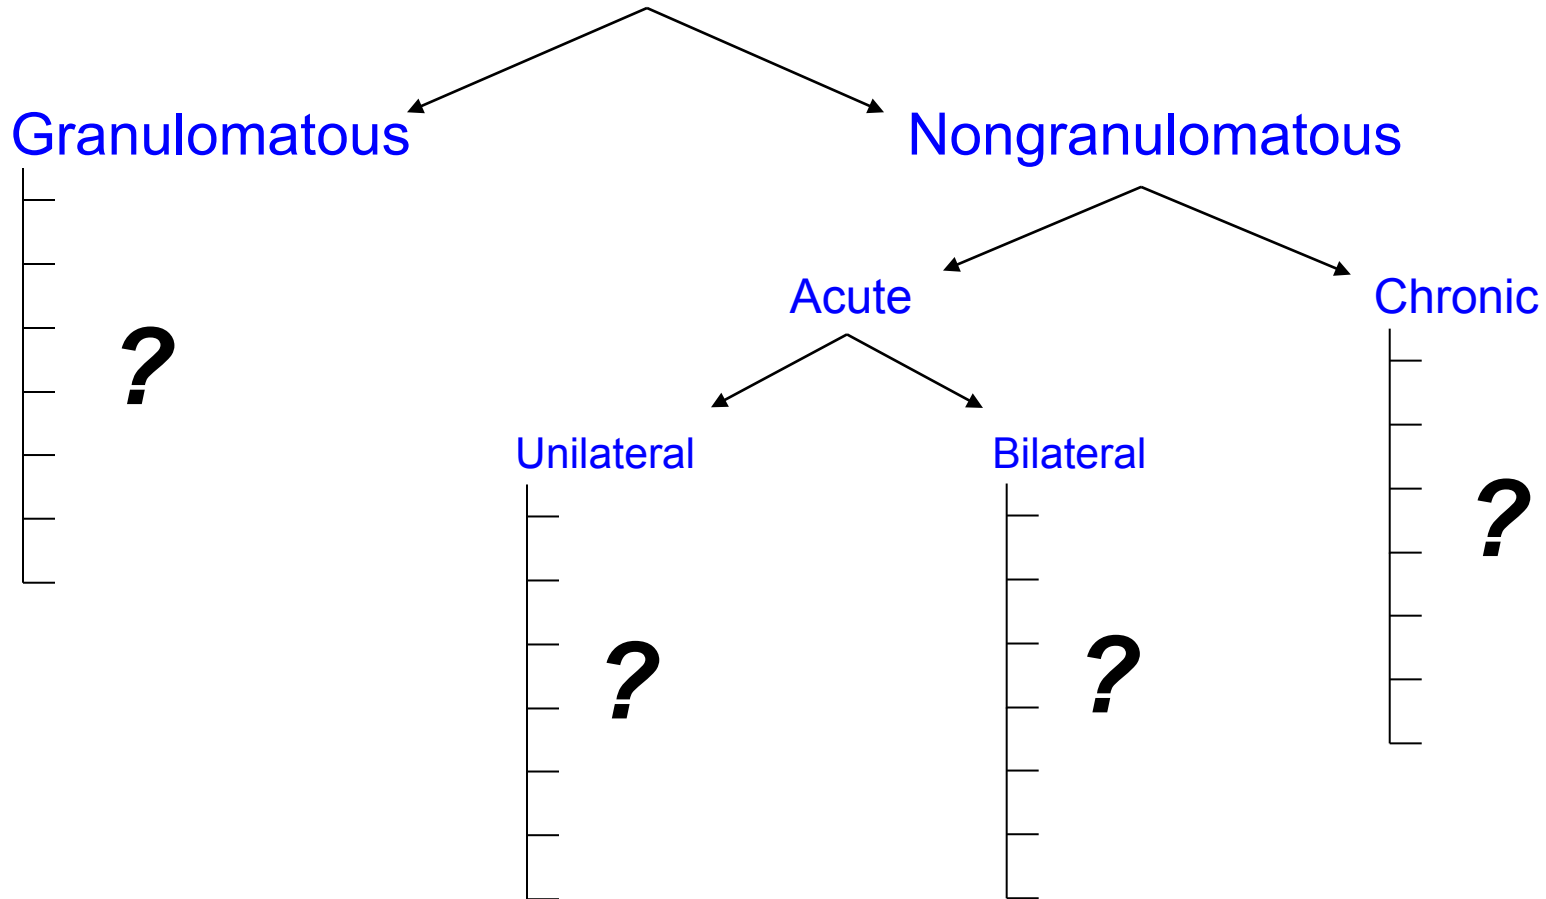 Granulomatous
Nongranulomatous
Acute
Chronic
?
Unilateral
Bilateral
?
?
?